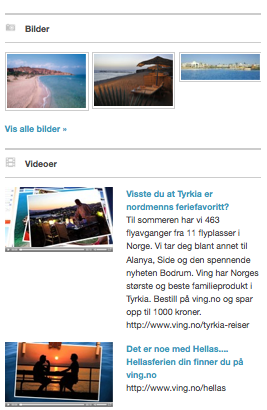 Bilder
Vis alle bilder »
Videoer
Visste du at Tyrkia er
nordmenns feriefavoritt?
Til sommeren har vi 463
flyavganger fra 11 flyplasser i
Norge. Vi tar deg blant annet til
Alanya, Side og den spennende
nyheten Bodrum. Ving har Norges
største og beste familieprodukt i
Tyrkia. Bestill på ving.no og spar
opp til 1000 kroner.
http://www.ving.no/tyrkia-reiser
Det er noe med Hellas....
Hellasferien din finner du på
ving.no
http://www.ving.no/hellas